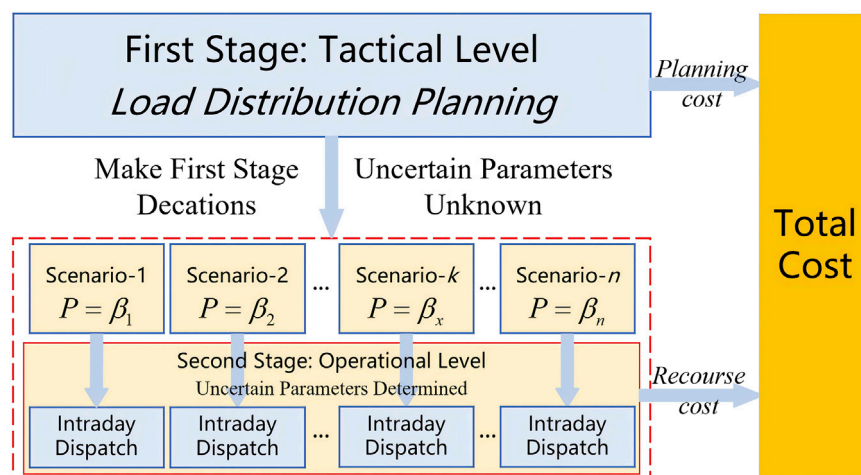 First Stage: Tactical Level
Load Distribution Planning
Planning
cost
Make First Stage
Decations
Uncertain Parameters
Unknown
Total
Cost
Scenario-1
P = β₁
Scenario-2
P = β₂
...
Scenario-k
P = βₓ
...
Scenario-n
P = βₙ
Second Stage: Operational Level
Uncertain Parameters Determined
Recourse
cost
Intraday
Dispatch
Intraday
Dispatch
...
Intraday
Dispatch
...
Intraday
Dispatch